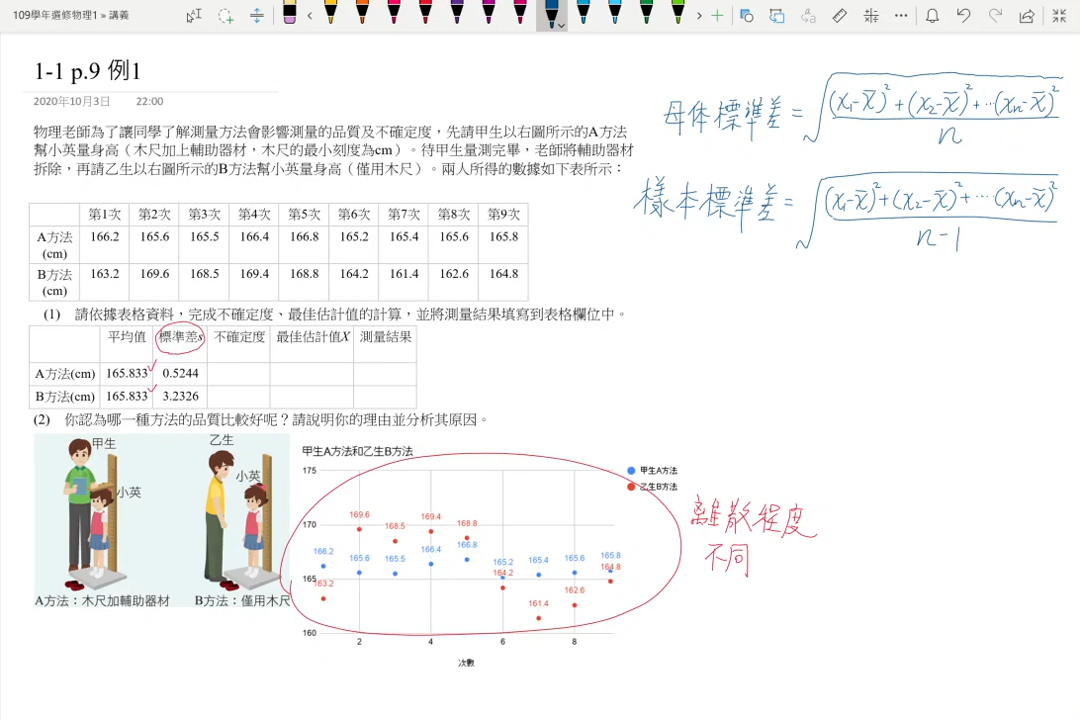 109學年選修物理1 » 講義
1-1 p.9 例1
2020年10月3日 22:00
物理老師為了讓同學了解測量方法會影響測量的品質及不確定度，先請甲生以右圖所示的A方法
幫小英量身高（木尺加上輔助器材，木尺的最小刻度為cm）。待甲生量測完畢，老師將輔助器材
拆除，再請乙生以右圖所示的B方法幫小英量身高（僅用木尺）。兩人所得的數據如下表所示：
第1次 第2次 第3次 第4次 第5次 第6次 第7次 第8次 第9次
A方法 166.2 165.6 165.5 166.4 166.8 165.2 165.4 165.6 165.8
(cm)
B方法 163.2 169.6 168.5 169.4 168.8 164.2 161.4 162.6 164.8
(cm)
(1) 請依據表格資料，完成不確定度、最佳估計值的計算，並將測量結果填寫到表格欄位中。
平均值 標準差s 不確定度 最佳估計值X 測量結果
A方法(cm) 165.833 0.5244
B方法(cm) 165.833 3.2326
(2) 你認為哪一種方法的品質比較好呢？請說明你的理由並分析其原因。
甲生
小英
乙生
小英
A方法：木尺加輔助器材 B方法：僅用木尺
甲生A方法和乙生B方法
甲生A方法
乙生B方法
175
170
165
160
166.2 165.6 165.5 166.4 166.8 165.2 165.4 165.6 165.8
163.2 169.6 168.5 169.4 168.8 164.2 161.4 162.6 164.8
2 4 6 8
次數
母体標準差 = √((x₁-x̄)²+(x₂-x̄)²+…(xₙ-x̄)² / n)
樣本標準差 = √((x₁-x̄)²+(x₂-x̄)²+…(xₙ-x̄)² / n-1)
離散程度
不同